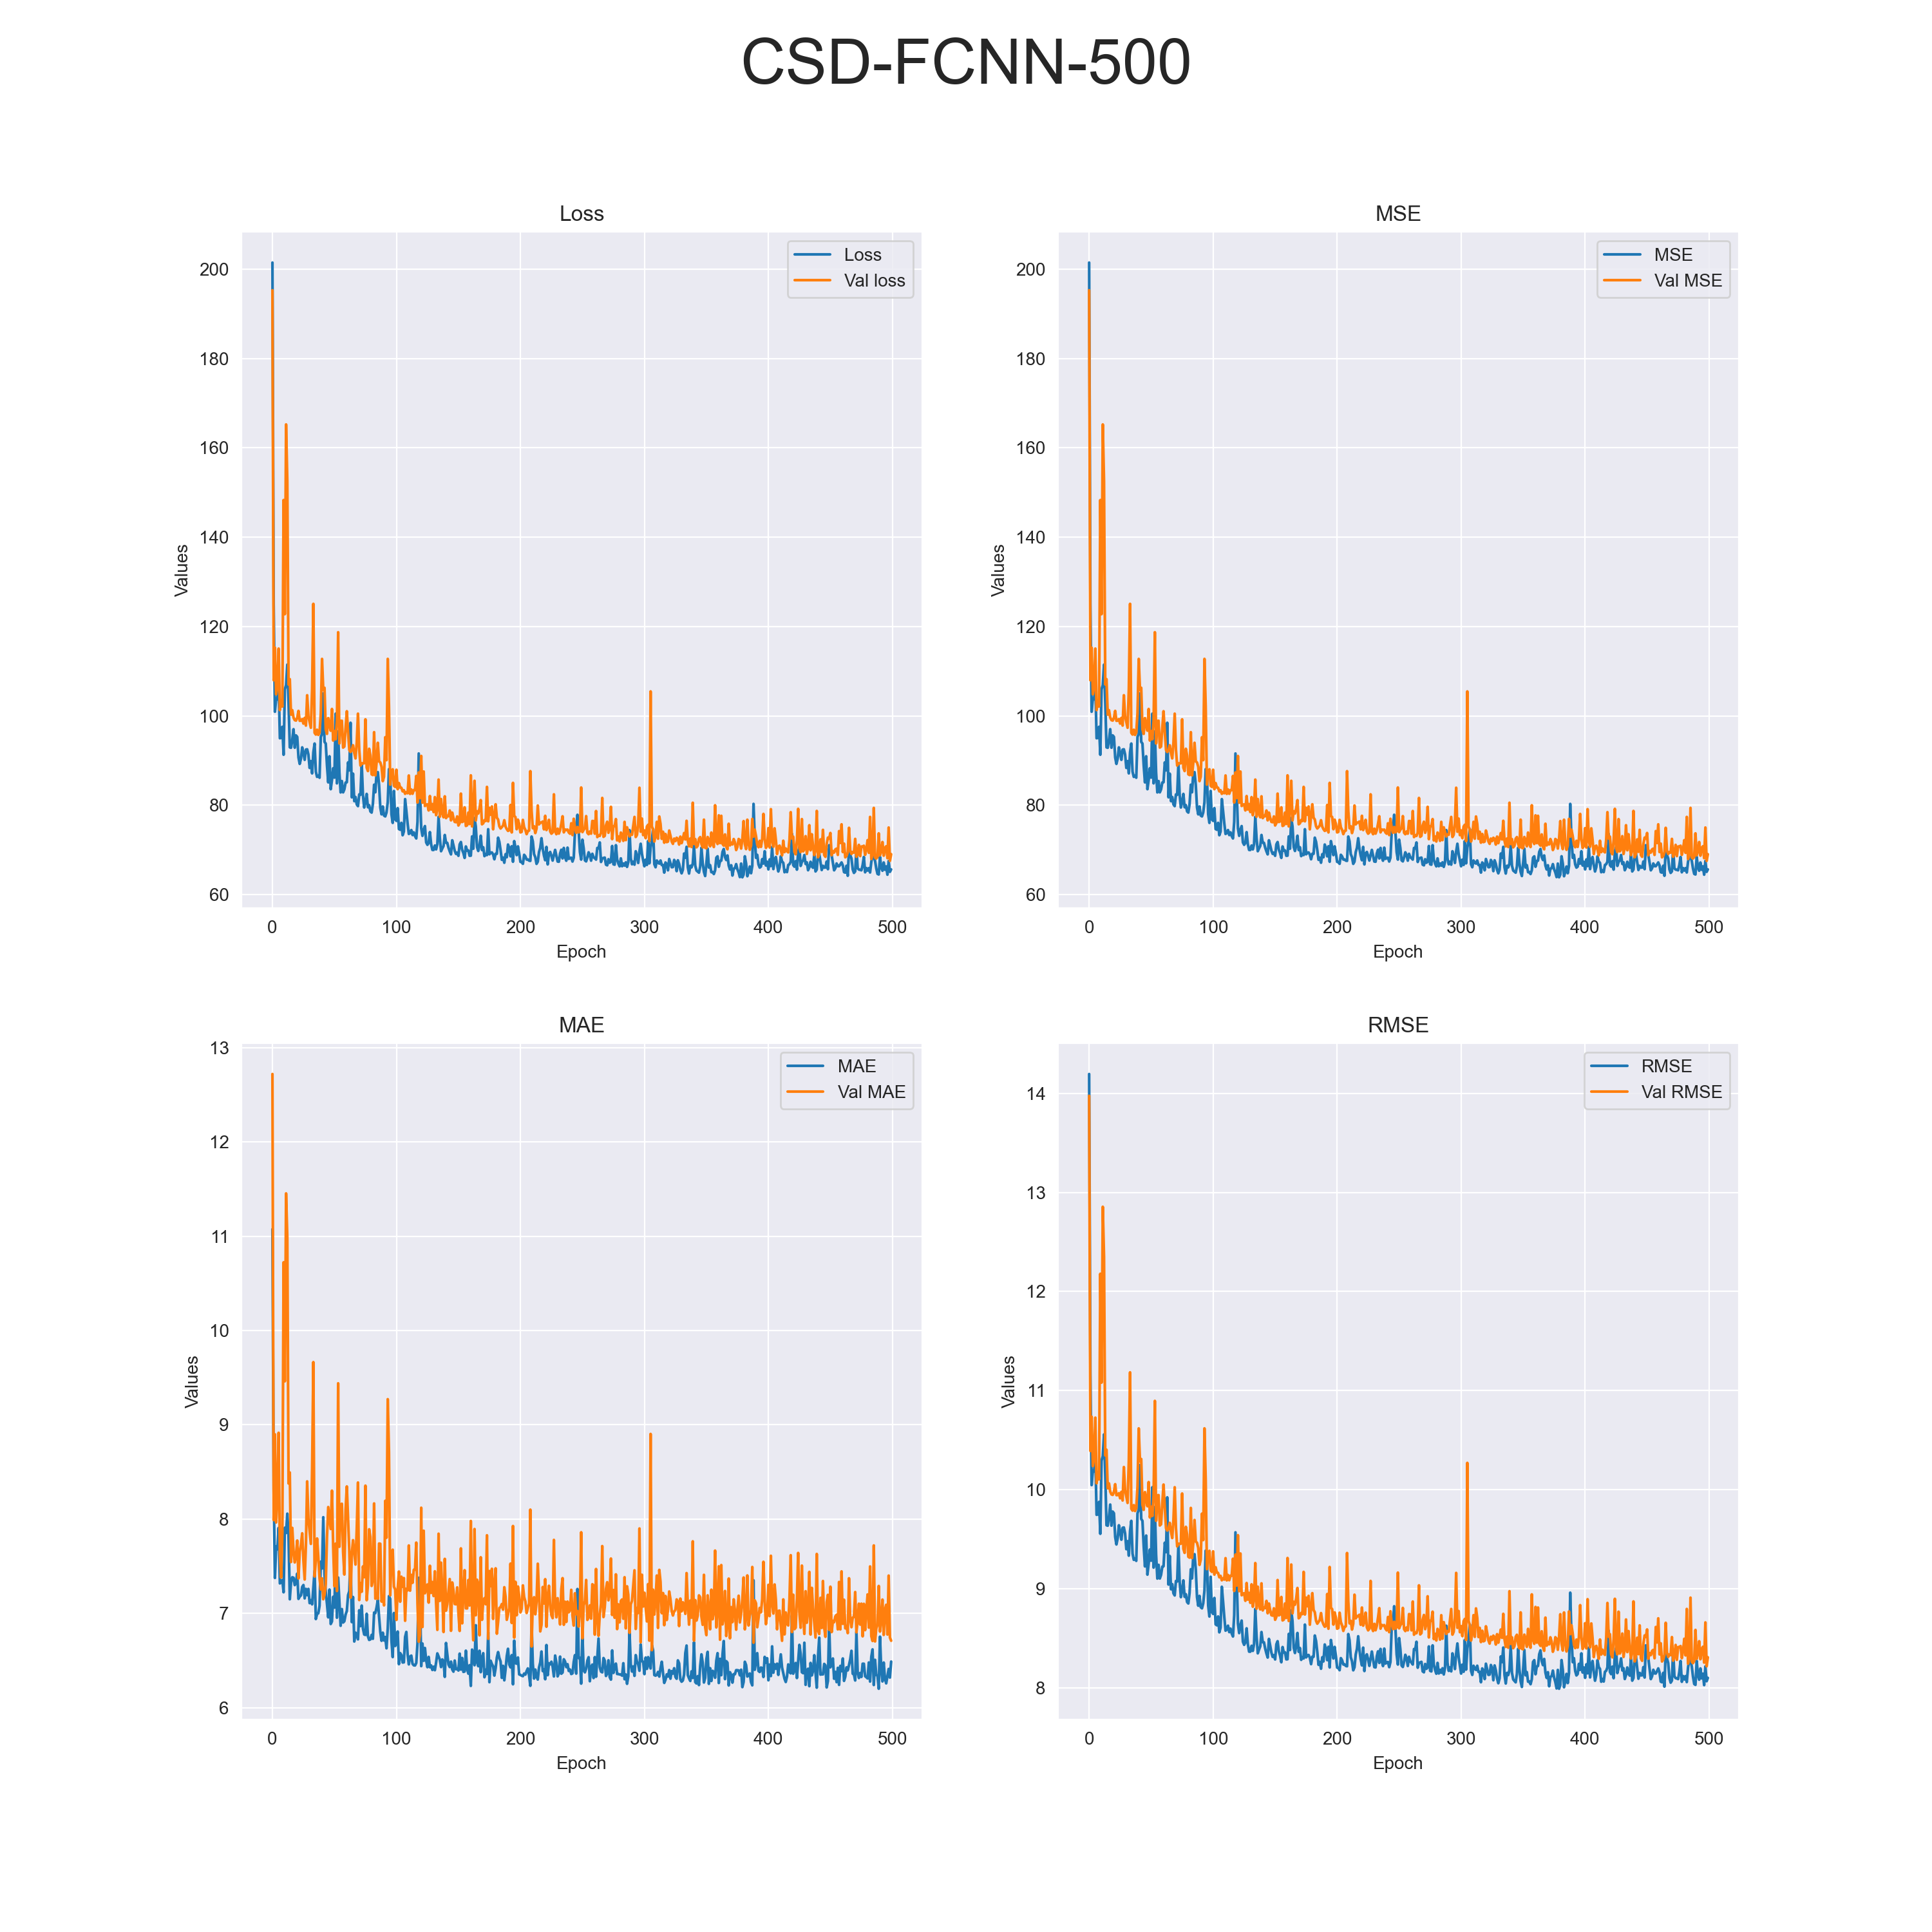 CSD-FCNN-500
Loss
Loss
Val loss
200
180
160
140
120
100
80
60
Values
0 100 200 300 400 500
Epoch
MSE
MSE
Val MSE
200
180
160
140
120
100
80
60
Values
0 100 200 300 400 500
Epoch
MAE
MAE
Val MAE
13
12
11
10
9
8
7
6
Values
0 100 200 300 400 500
Epoch
RMSE
RMSE
Val RMSE
14
13
12
11
10
9
8
Values
0 100 200 300 400 500
Epoch